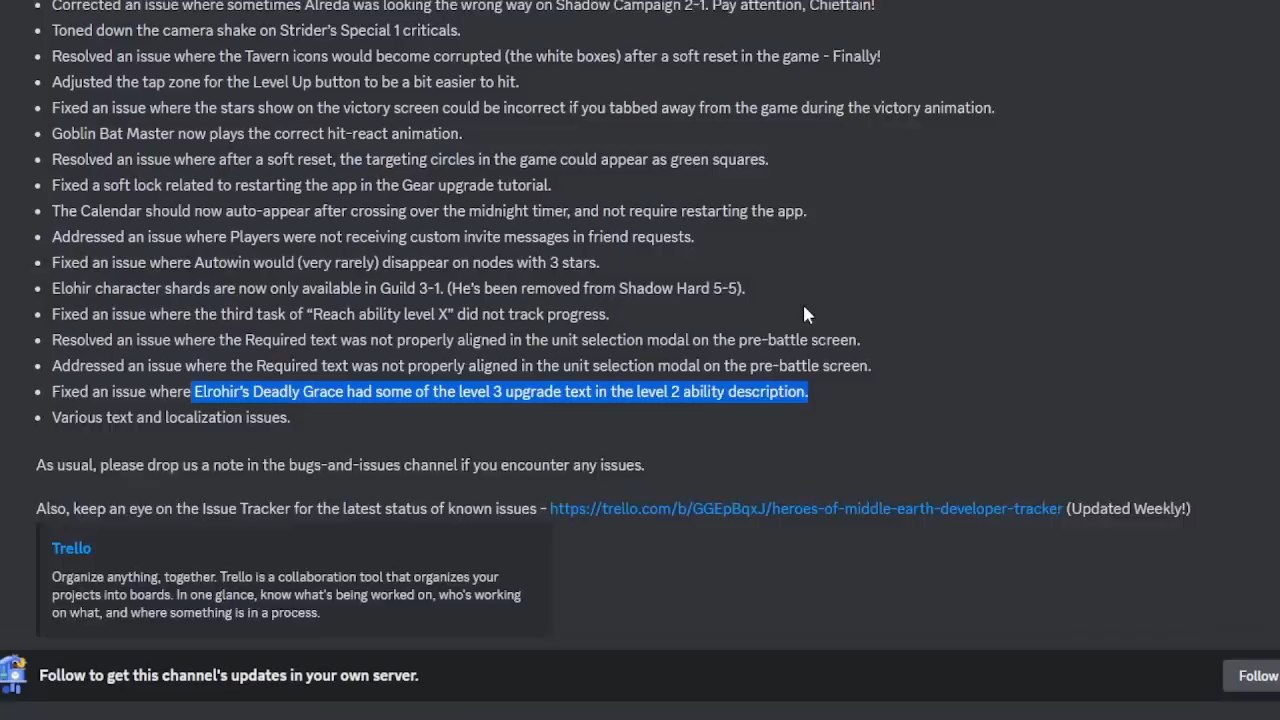 • Corrected an issue where sometimes Alreda was looking the wrong way on Shadow Campaign 2-1. Pay attention, Chieftain!
• Toned down the camera shake on Strider's Special 1 criticals.
• Resolved an issue where the Tavern icons would become corrupted (the white boxes) after a soft reset in the game - Finally!
• Adjusted the tap zone for the Level Up button to be a bit easier to hit.
• Fixed an issue where the stars show on the victory screen could be incorrect if you tabbed away from the game during the victory animation.
• Goblin Bat Master now plays the correct hit-react animation.
• Resolved an issue where after a soft reset, the targeting circles in the game could appear as green squares.
• Fixed a soft lock related to restarting the app in the Gear upgrade tutorial.
• The Calendar should now auto-appear after crossing over the midnight timer, and not require restarting the app.
• Addressed an issue where Players were not receiving custom invite messages in friend requests.
• Fixed an issue where Autowin would (very rarely) disappear on nodes with 3 stars.
• Elohir character shards are now only available in Guild 3-1. (He's been removed from Shadow Hard 5-5).
• Fixed an issue where the third task of “Reach ability level X” did not track progress.
• Resolved an issue where the Required text was not properly aligned in the unit selection modal on the pre-battle screen.
• Addressed an issue where the Required text was not properly aligned in the unit selection modal on the pre-battle screen.
• Fixed an issue where Elrohir's Deadly Grace had some of the level 3 upgrade text in the level 2 ability description.
• Various text and localization issues.
As usual, please drop us a note in the bugs-and-issues channel if you encounter any issues.
Also, keep an eye on the Issue Tracker for the latest status of known issues - https://trello.com/b/GGEpBqxJ/heroes-of-middle-earth-developer-tracker (Updated Weekly!)
Trello
Organize anything, together. Trello is a collaboration tool that organizes your
projects into boards. In one glance, know what's being worked on, who's working
on what, and where something is in a process.
Follow to get this channel's updates in your own server.
Follow